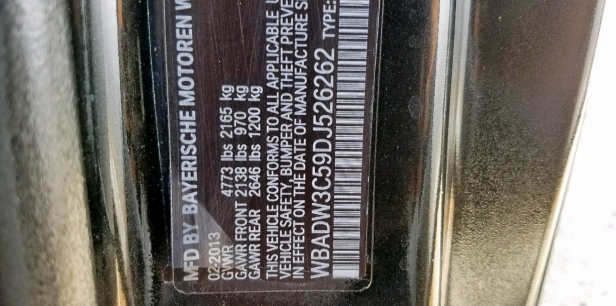 MFD BY BAYERISCHE MOTOREN W
02/2013
GVWR 4773 lbs 2165 kg
GAWR FRONT 2138 lbs 970 kg
GAWR REAR 2646 lbs 1200 kg
THIS VEHICLE CONFORMS TO ALL APPLICABLE U
VEHICLE SAFETY, BUMPER AND THEFT PREVE
IN EFFECT ON THE DATE OF MANUFACTURE S
WBADW3C59DJ526262 TYPE: